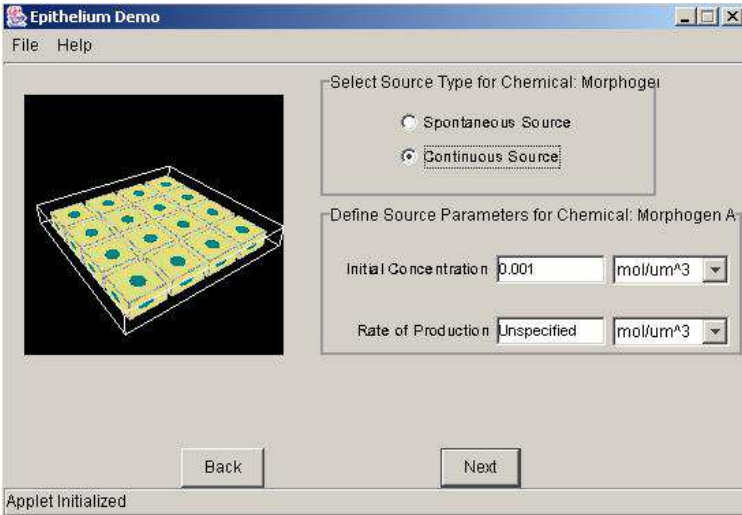 Epithelium Demo
File Help
Select Source Type for Chemical: Morphogen
Spontaneous Source
Continuous Source
Define Source Parameters for Chemical: Morphogen A
Initial Concentration 0.001 mol/um^3
Rate of Production Unspecified mol/um^3
Back Next
Applet Initialized